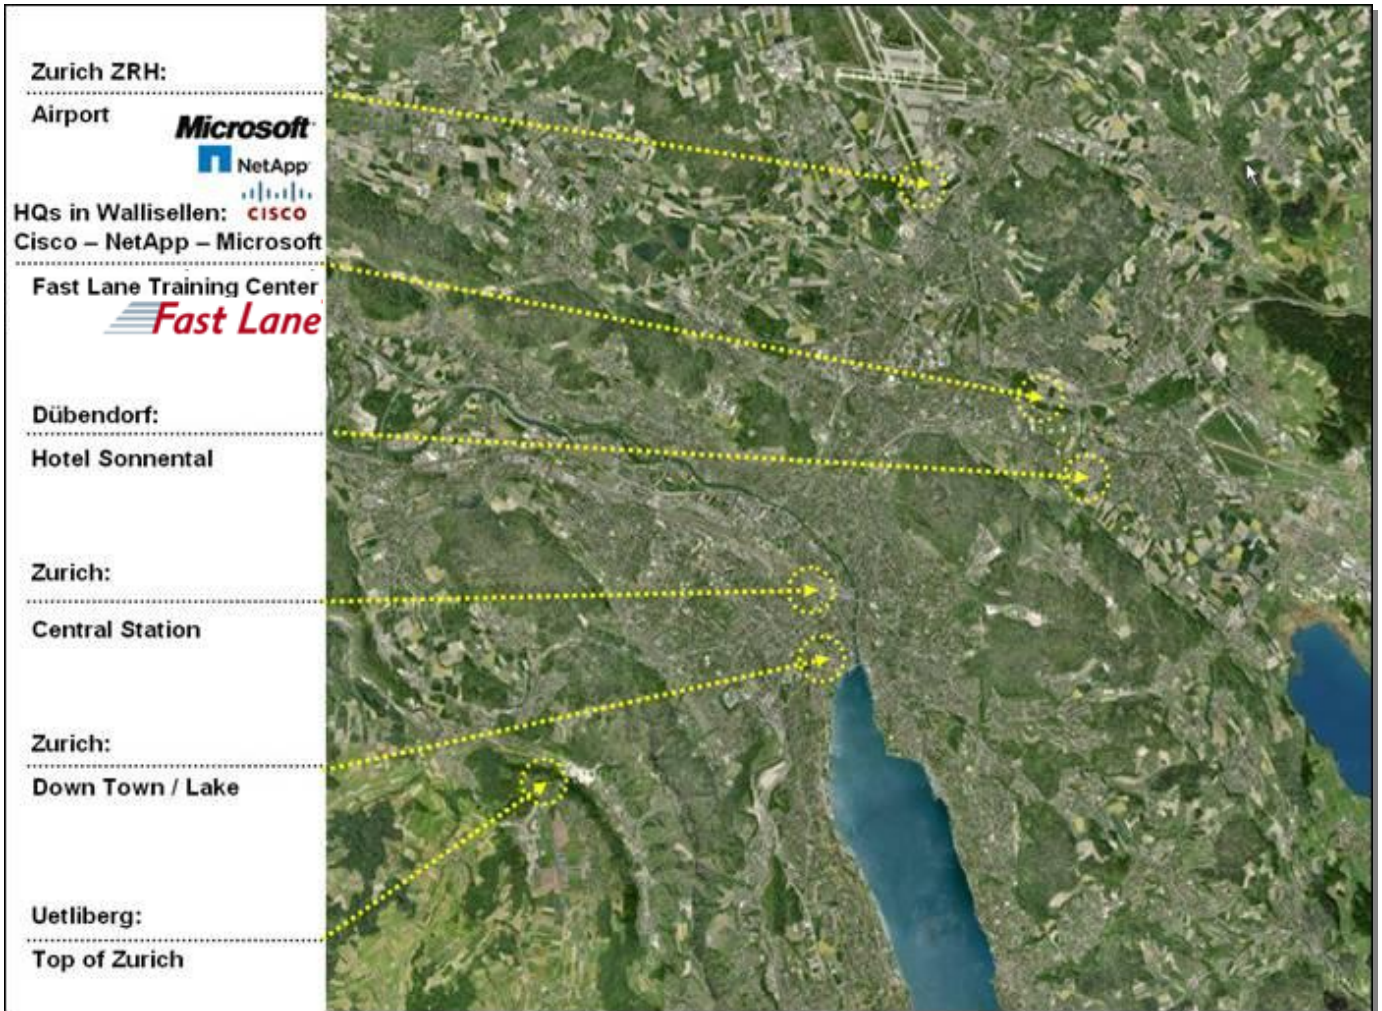 Zurich ZRH:
Airport
Microsoft
NetApp
CISCO
HQs in Wallisellen:
Cisco – NetApp – Microsoft
Fast Lane Training Center
Fast Lane
Dübendorf:
Hotel Sonnental
Zurich:
Central Station
Zurich:
Down Town / Lake
Uetliberg:
Top of Zurich